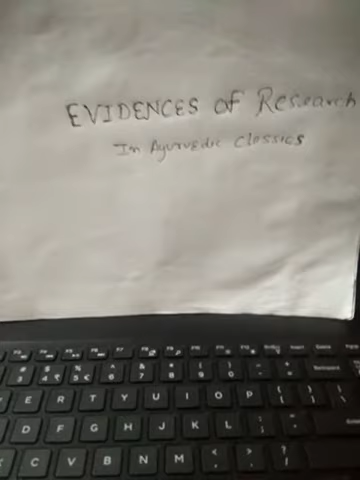 EVIDENCES of Research
In Ayurvedic Classics
E R T Y U I O P
D F G H J K L
C V B N M